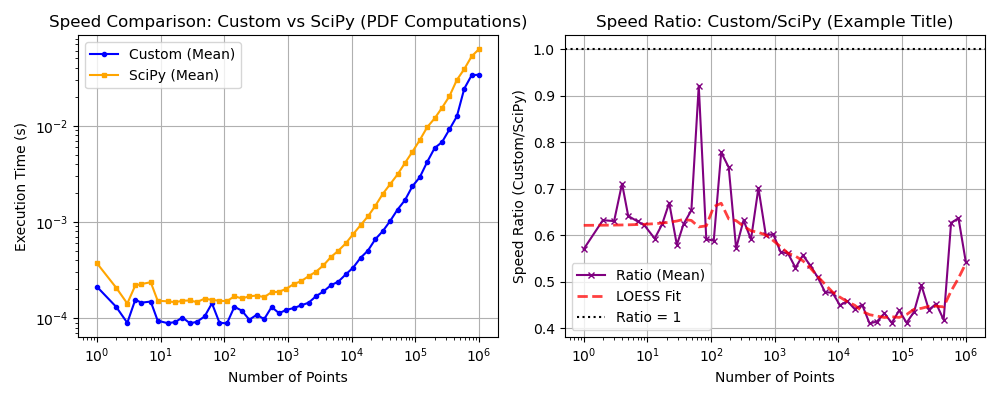 Speed Comparison: Custom vs SciPy (PDF Computations)
Custom (Mean)
SciPy (Mean)
Execution Time (s)
10⁻²
10⁻³
10⁻⁴
10⁰ 10¹ 10² 10³ 10⁴ 10⁵ 10⁶
Number of Points
Speed Ratio: Custom/SciPy (Example Title)
Speed Ratio (Custom/SciPy)
1.0
0.9
0.8
0.7
0.6
0.5
0.4
Ratio (Mean)
LOESS Fit
Ratio = 1
10⁰ 10¹ 10² 10³ 10⁴ 10⁵ 10⁶
Number of Points